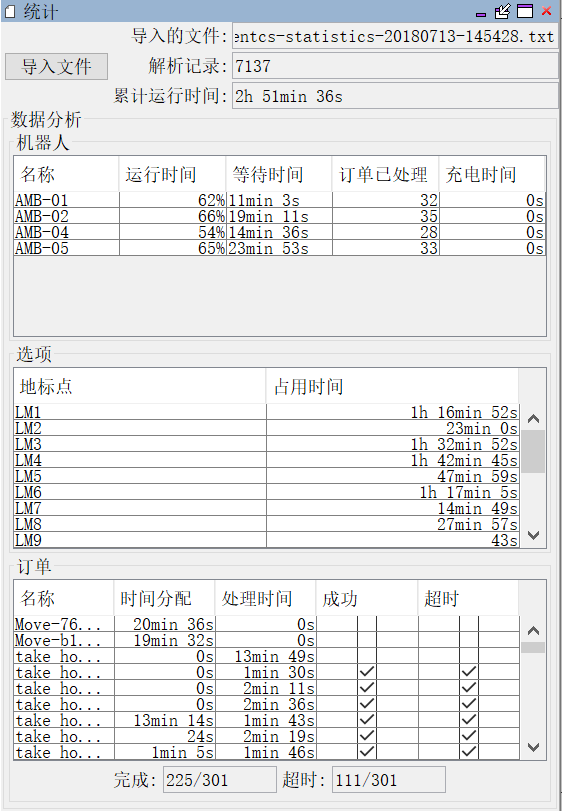 统计
导入的文件: entcs-statistics-20180713-145428.txt
导入文件 解析记录: 7137
累计运行时间: 2h 51min 36s
数据分析
机器人
名称 运行时间 等待时间 订单已处理 充电时间
AMB-01 62% 11min 3s 32 0s
AMB-02 66% 19min 11s 35 0s
AMB-04 54% 14min 36s 28 0s
AMB-05 65% 23min 53s 33 0s
选项
地标点 占用时间
LM1 1h 16min 52s
LM2 23min 0s
LM3 1h 32min 52s
LM4 1h 42min 45s
LM5 47min 59s
LM6 1h 17min 5s
LM7 14min 49s
LM8 27min 57s
LM9 43s
订单
名称 时间分配 处理时间 成功 超时
Move-76... 20min 36s 0s
Move-b1... 19min 32s 0s
take ho... 0s 13min 49s
take ho... 0s 1min 30s ✓ ✓
take ho... 0s 2min 11s ✓ ✓
take ho... 0s 2min 36s ✓ ✓
take ho... 13min 14s 1min 43s ✓ ✓
take ho... 24s 2min 19s ✓ ✓
take ho... 1min 5s 1min 46s ✓ ✓
完成: 225/301 超时: 111/301